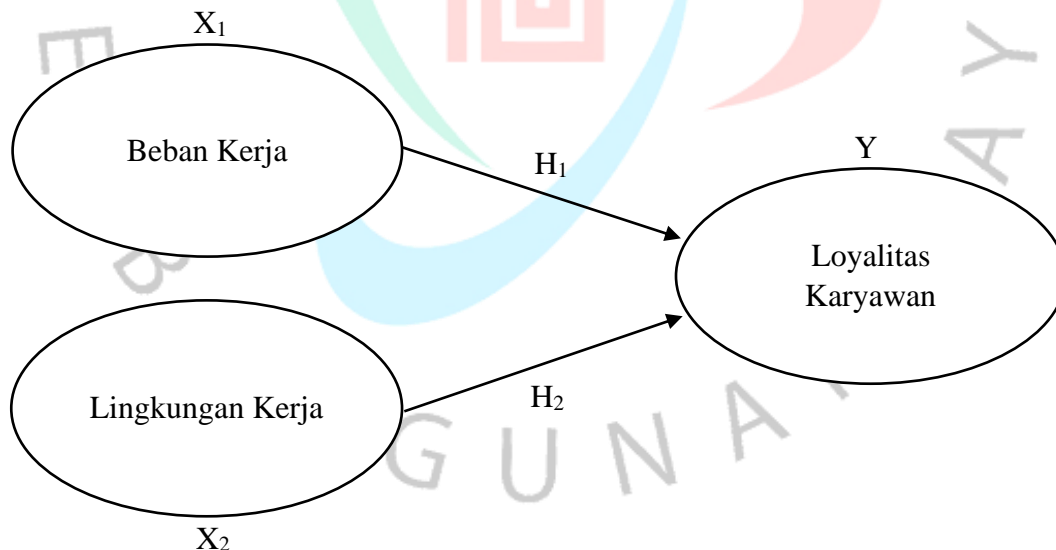 X₁
Beban Kerja
H₁
Y
Loyalitas
Karyawan
Lingkungan Kerja
H₂
X₂
E
B
G U N A
A Y